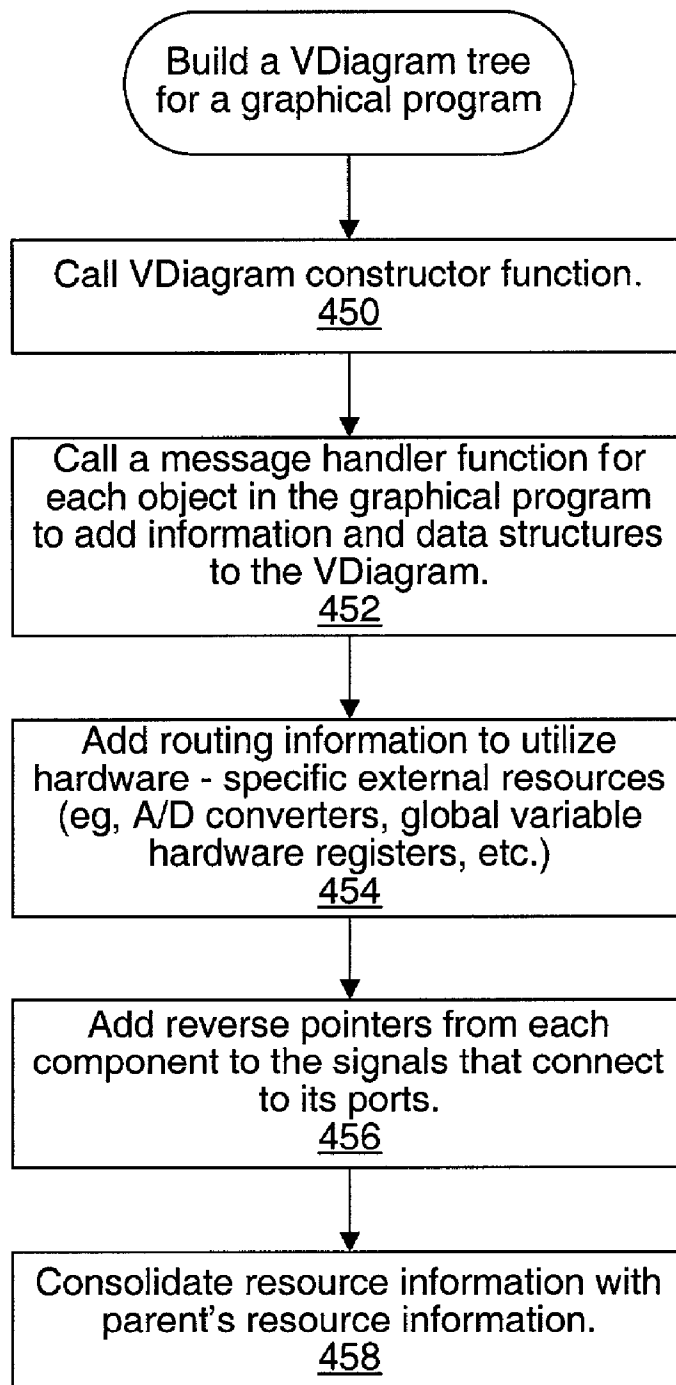 Build a VDiagram tree
for a graphical program
Call VDiagram constructor function.
450
Call a message handler function for
each object in the graphical program
to add information and data structures
to the VDiagram.
452
Add routing information to utilize
hardware - specific external resources
(eg, A/D converters, global variable
hardware registers, etc.)
454
Add reverse pointers from each
component to the signals that connect
to its ports.
456
Consolidate resource information with
parent's resource information.
458